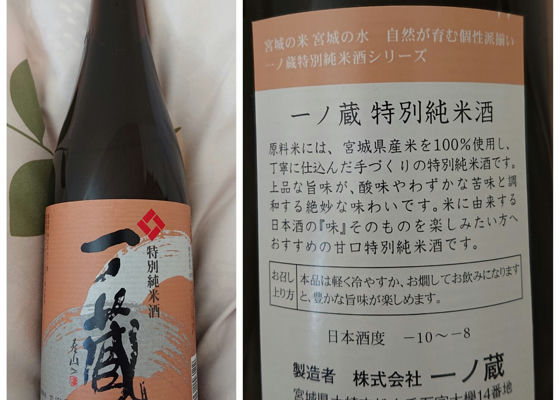 一ノ蔵
特別純米酒
宮城の米 宮城の水 自然が育む個性派揃い
一ノ蔵特別純米酒シリーズ
一ノ蔵 特別純米酒
原料米には、宮城県産米を100%使用し、
丁寧に仕込んだ手づくりの特別純米酒です。
上品な旨味が、酸味やわずかな苦味と調
和する絶妙な味わいです。米に由来する
日本酒の『味』そのものを楽しみたい方へ
おすすめの甘口特別純米酒です。
お召し上り方
本品は軽く冷やすか、お燗してお飲みになります
と、豊かな旨味が楽しめます。
日本酒度 −10〜−8
製造者 株式会社 一ノ蔵